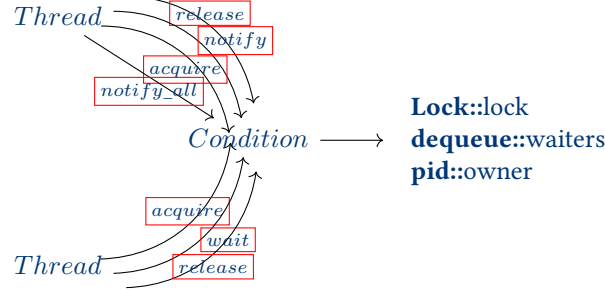 Thread
release
notify
acquire
notify_all
Condition
Lock::lock
dequeue::waiters
pid::owner
acquire
wait
Thread
release